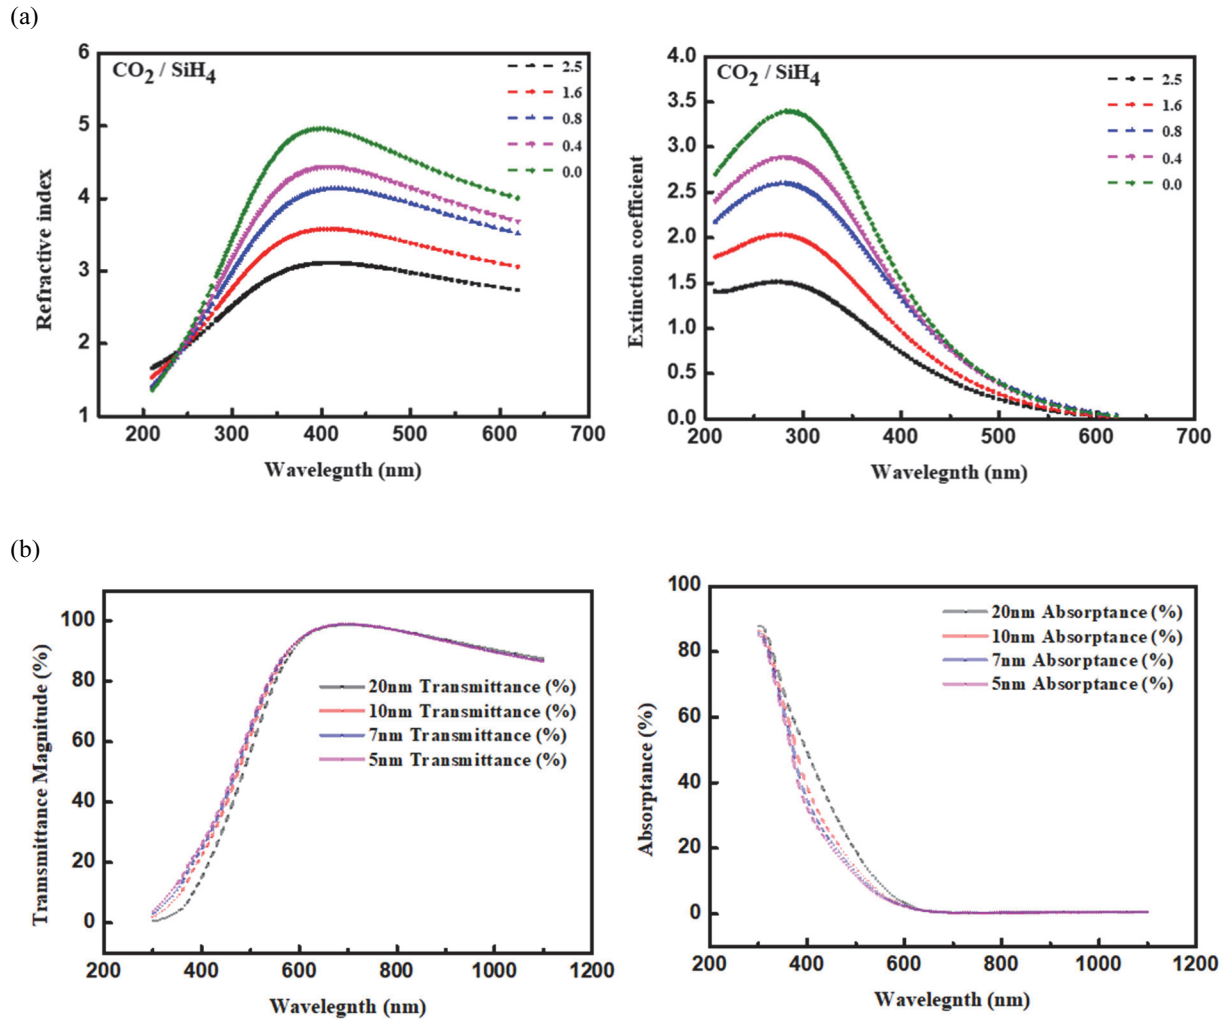 (a)
CO2 / SiH4
2.5
1.6
0.8
0.4
0.0
6
5
4
3
2
1
200 300 400 500 600 700
Refractive index
Wavelegnth (nm)
CO2 / SiH4
2.5
1.6
0.8
0.4
0.0
4.0
3.5
3.0
2.5
2.0
1.5
1.0
0.5
0.0
200 300 400 500 600 700
Extinction coefficient
Wavelegnth (nm)
(b)
100
80
60
40
20
0
20nm Transmittance (%)
10nm Transmittance (%)
7nm Transmittance (%)
5nm Transmittance (%)
200 400 600 800 1000 1200
Tramsmittance Magnitude (%)
Wavelegnth (nm)
100
80
60
40
20
0
20nm Absorptance (%)
10nm Absorptance (%)
7nm Absorptance (%)
5nm Absorptance (%)
200 400 600 800 1000 1200
Absorptance (%)
Wavelegnth (nm)